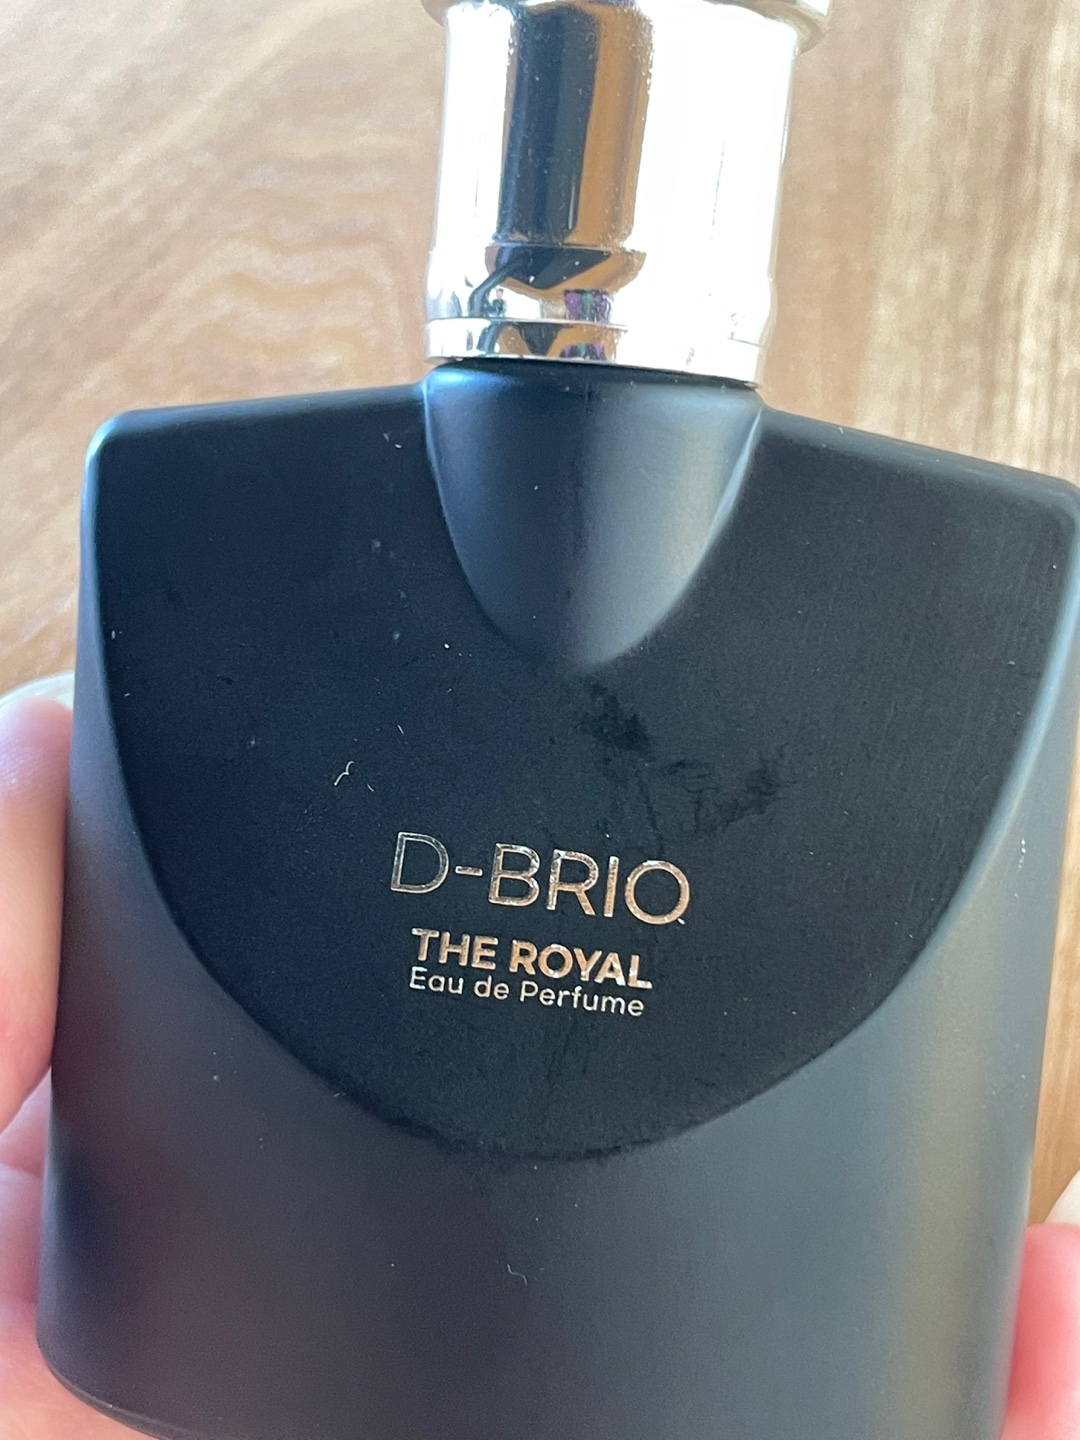 D-BRIO
THE ROYAL
Eau de Perfume